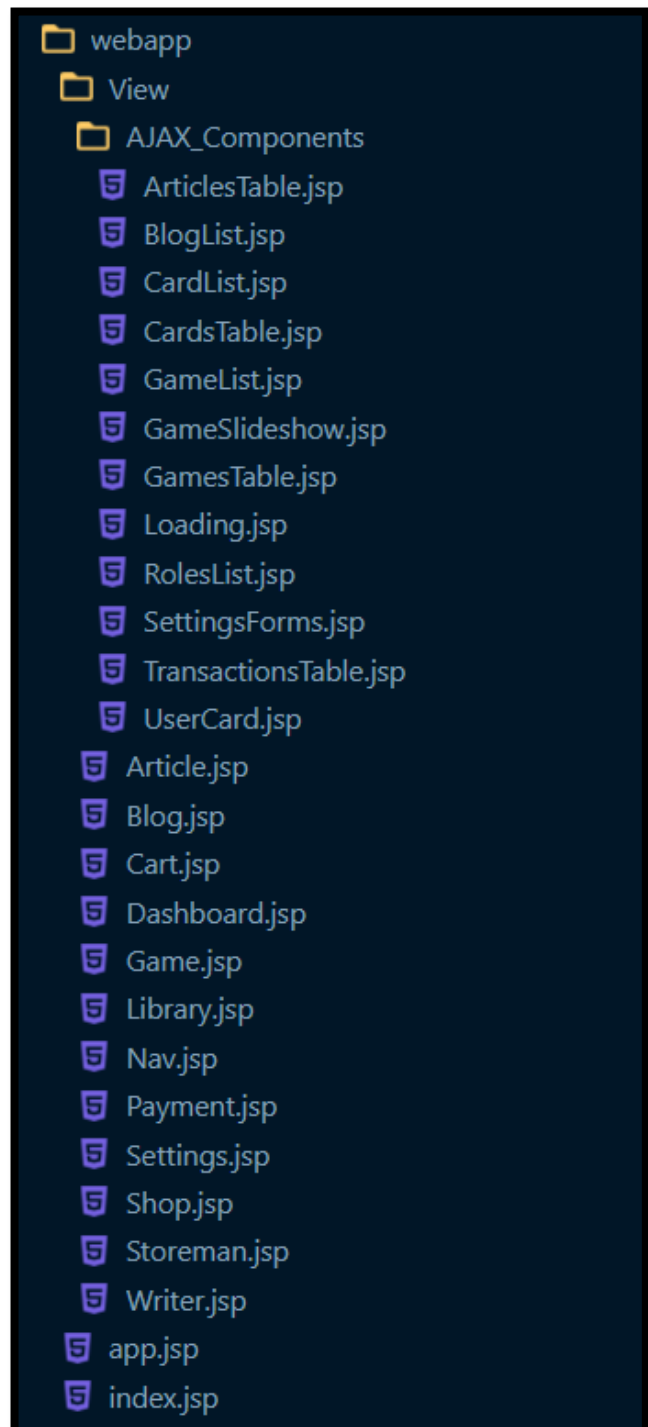 webapp
View
AJAX_Components
ArticlesTable.jsp
BlogList.jsp
CardList.jsp
CardsTable.jsp
GameList.jsp
GameSlideshow.jsp
GamesTable.jsp
Loading.jsp
RolesList.jsp
SettingsForms.jsp
TransactionsTable.jsp
UserCard.jsp
Article.jsp
Blog.jsp
Cart.jsp
Dashboard.jsp
Game.jsp
Library.jsp
Nav.jsp
Payment.jsp
Settings.jsp
Shop.jsp
Storeman.jsp
Writer.jsp
app.jsp
index.jsp